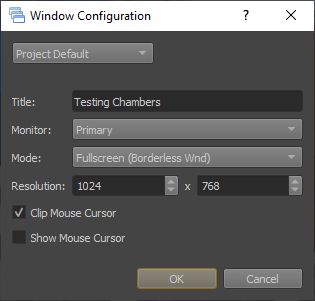 Window Configuration ?
Project Default
Title: Testing Chambers
Monitor: Primary
Mode: Fullscreen (Borderless Wnd)
Resolution: 1024 x 768
Clip Mouse Cursor
Show Mouse Cursor
OK Cancel